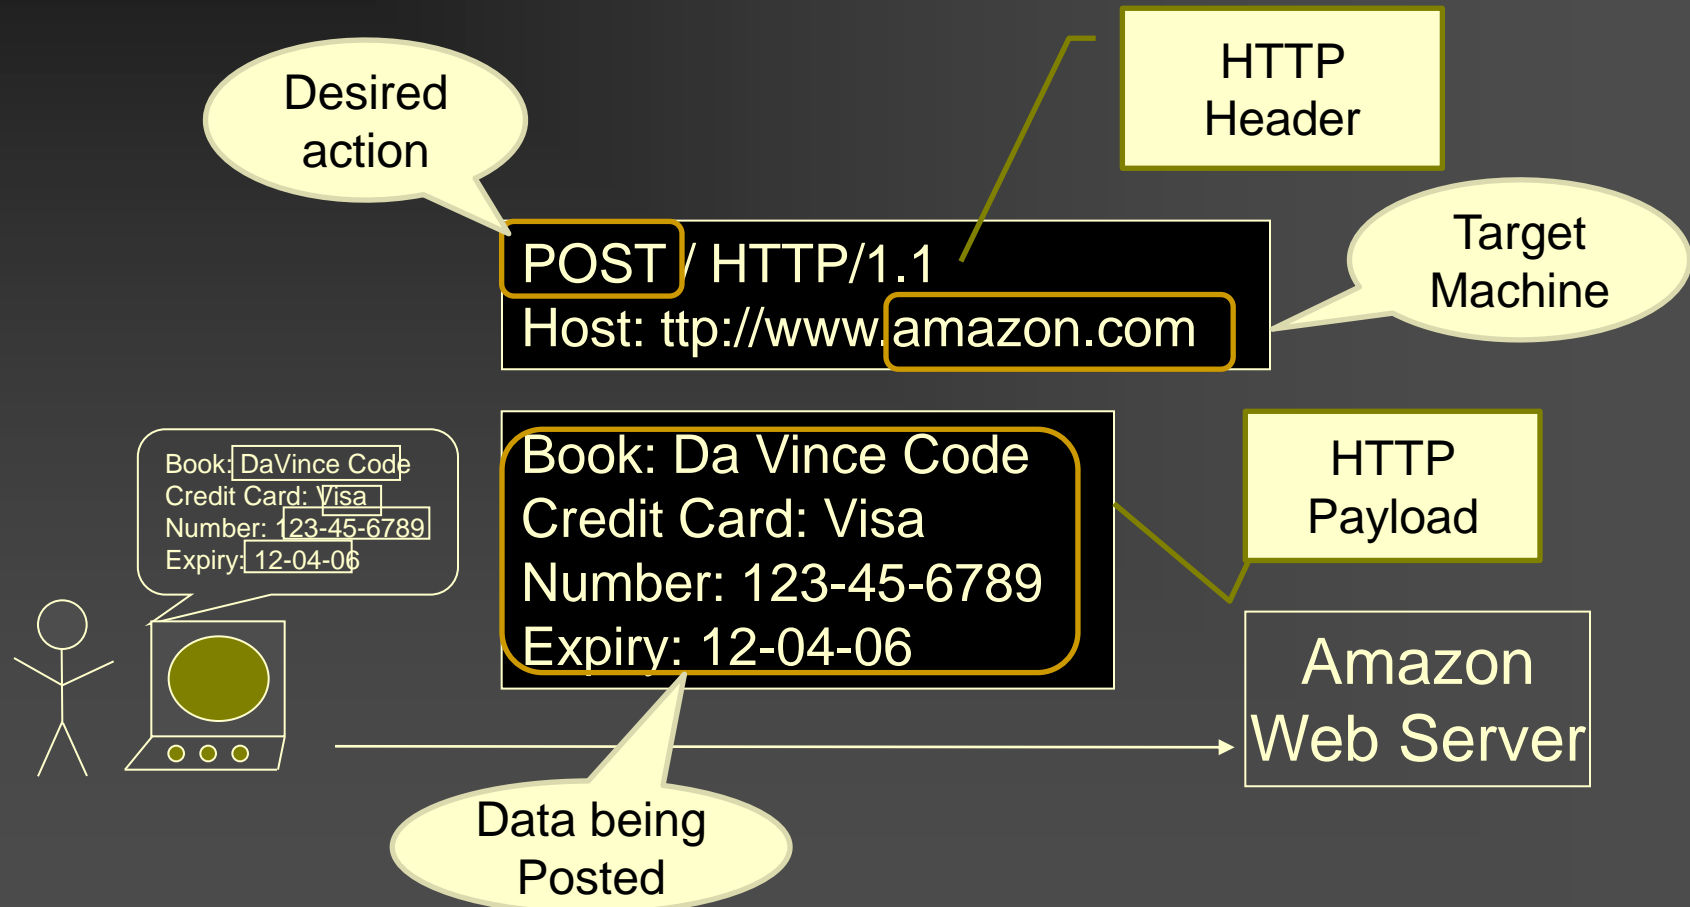 HTTP
Header
Desired
action
Target
Machine
POST / HTTP/1.1
Host: ttp://www.amazon.com
Book: DaVince Code
Credit Card: Visa
Number: 123-45-6789
Expiry: 12-04-06
Book: Da Vince Code
Credit Card: Visa
Number: 123-45-6789
Expiry: 12-04-06
HTTP
Payload
Amazon
Web Server
Data being
Posted